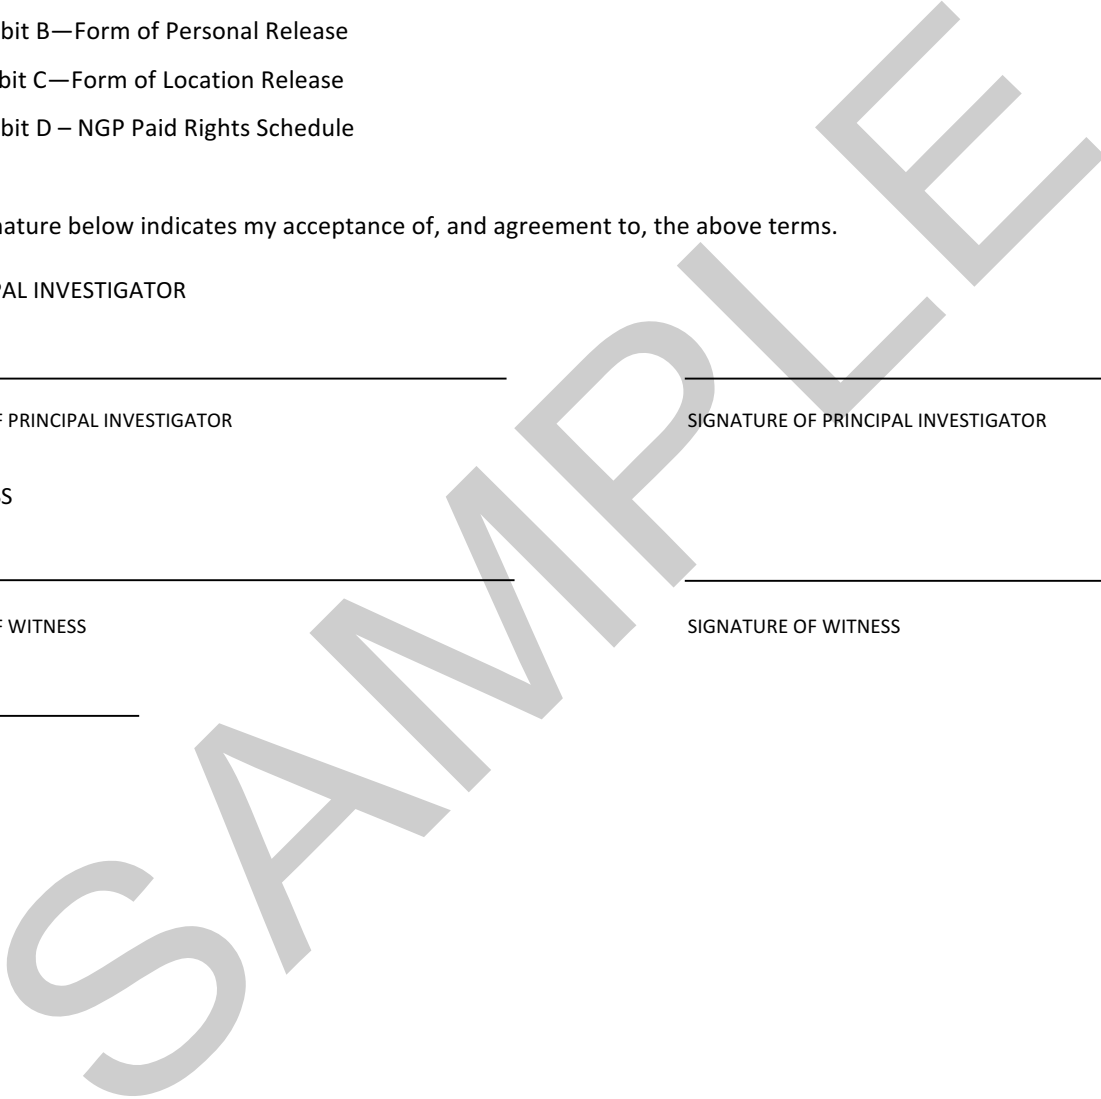 bit B—Form of Personal Release
bit C—Form of Location Release
bit D – NGP Paid Rights Schedule
nature below indicates my acceptance of, and agreement to, the above terms.
PAL INVESTIGATOR
F PRINCIPAL INVESTIGATOR SIGNATURE OF PRINCIPAL INVESTIGATOR
SS
F WITNESS SIGNATURE OF WITNESS
SAMPLE